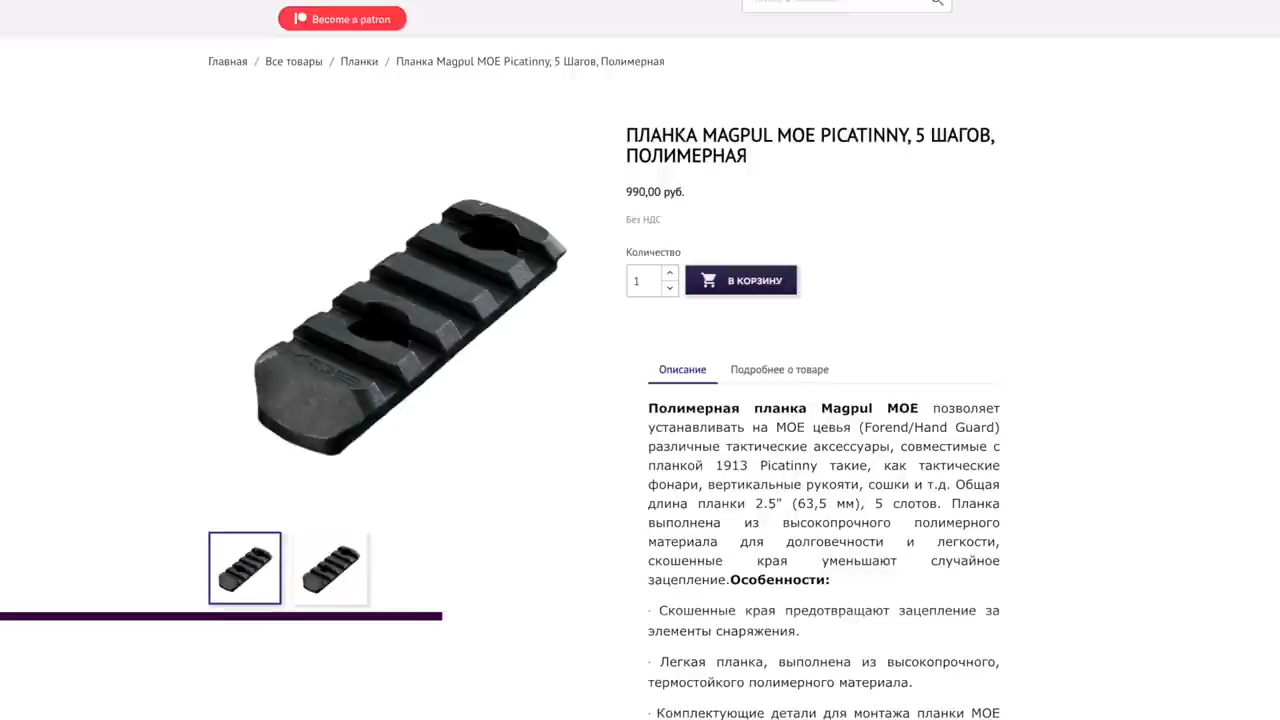 Become a patron
Главная / Все товары / Планки / Планка Magpul MOE Picatinny, 5 Шагов, Полимерная
ПЛАНКА MAGPUL MOE PICATINNY, 5 ШАГОВ,
ПОЛИМЕРНАЯ
990,00 руб.
Без НДС
Количество
1
В КОРЗИНУ
MOE
Описание
Подробнее о товаре
Полимерная планка Magpul MOE позволяет
устанавливать на MOE цевья (Forend/Hand Guard)
различные тактические аксессуары, совместимые с
планкой 1913 Picatinny такие, как тактические
фонари, вертикальные рукояти, сошки и т.д. Общая
длина планки 2.5" (63,5 мм), 5 слотов. Планка
выполнена из высокопрочного полимерного
материала для долговечности и легкости,
скошенные края уменьшают случайное
зацепление.Особенности:
· Скошенные края предотвращают зацепление за
элементы снаряжения.
· Легкая планка, выполнена из высокопрочного,
термостойкого полимерного материала.
· Комплектующие детали для монтажа планки MOE